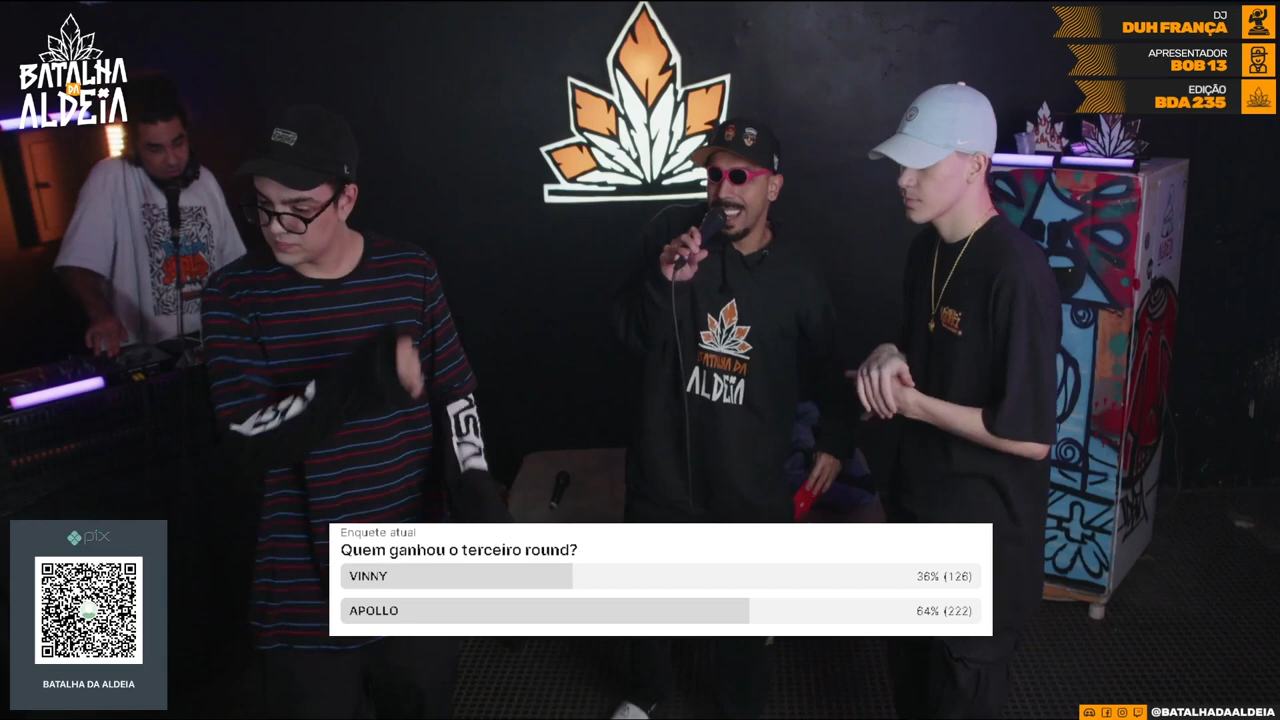 BATALHA
DA
ALDEIA
DJ
DUH FRANÇA
APRESENTADOR
BOB 13
EDIÇÃO
BDA 235
BATALHA DA
ALDEIA
pix
BATALHA DA ALDEIA
Enquete atual
Quem ganhou o terceiro round?
VINNY 36% (126)
APOLLO 64% (222)
@BATALHADAALDEIA